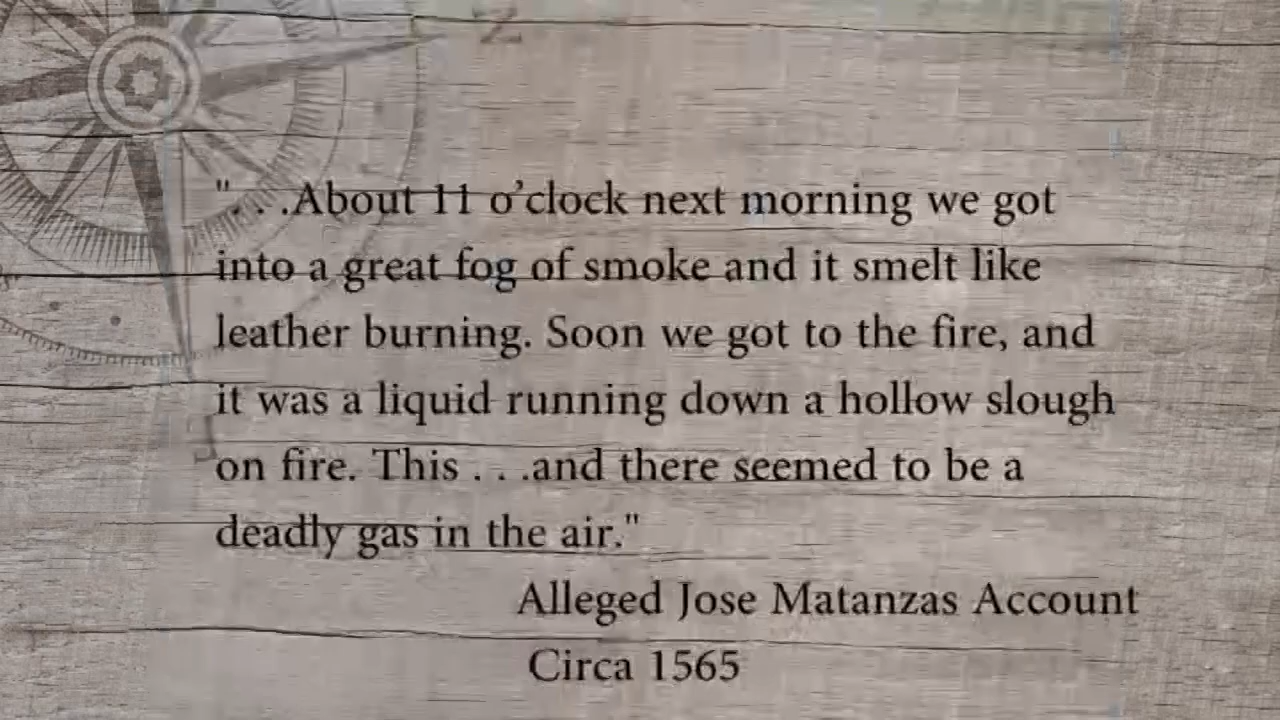 ". . .About 11 o’clock next morning we got
into a great fog of smoke and it smelt like
leather burning. Soon we got to the fire, and
it was a liquid running down a hollow slough
on fire. This . . .and there seemed to be a
deadly gas in the air."
Alleged Jose Matanzas Account
Circa 1565